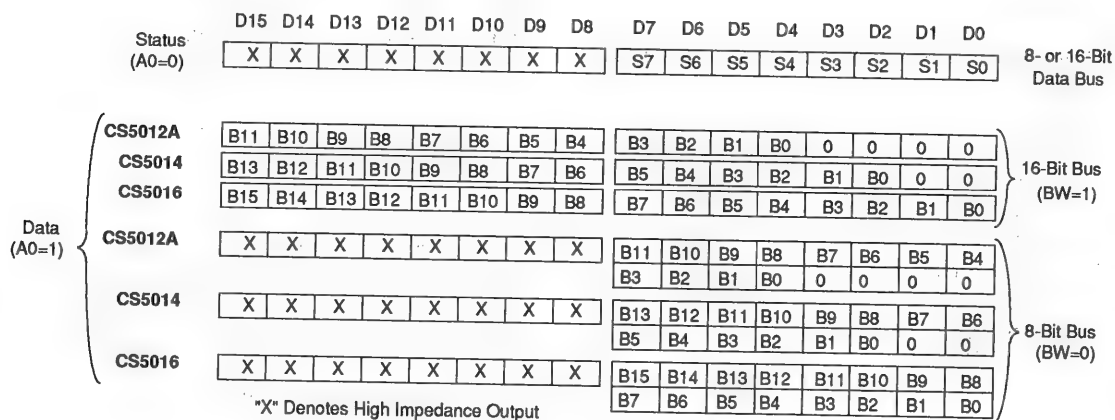 D15 D14 D13 D12 D11 D10 D9 D8 D7 D6 D5 D4 D3 D2 D1 D0
Status (A0=0) X X X X X X X X S7 S6 S5 S4 S3 S2 S1 S0 8- or 16-Bit Data Bus
CS5012A B11 B10 B9 B8 B7 B6 B5 B4 B3 B2 B1 B0 0 0 0 0
CS5014 B13 B12 B11 B10 B9 B8 B7 B6 B5 B4 B3 B2 B1 B0 0 0
CS5016 B15 B14 B13 B12 B11 B10 B9 B8 B7 B6 B5 B4 B3 B2 B1 B0
16-Bit Bus (BW=1)
Data (A0=1)
CS5012A X X X X X X X X B11 B10 B9 B8 B7 B6 B5 B4
B3 B2 B1 B0 0 0 0 0
CS5014 X X X X X X X X B13 B12 B11 B10 B9 B8 B7 B6
B5 B4 B3 B2 B1 B0 0 0
8-Bit Bus (BW=0)
CS5016 X X X X X X X X B15 B14 B13 B12 B11 B10 B9 B8
B7 B6 B5 B4 B3 B2 B1 B0
"X" Denotes High Impedance Output